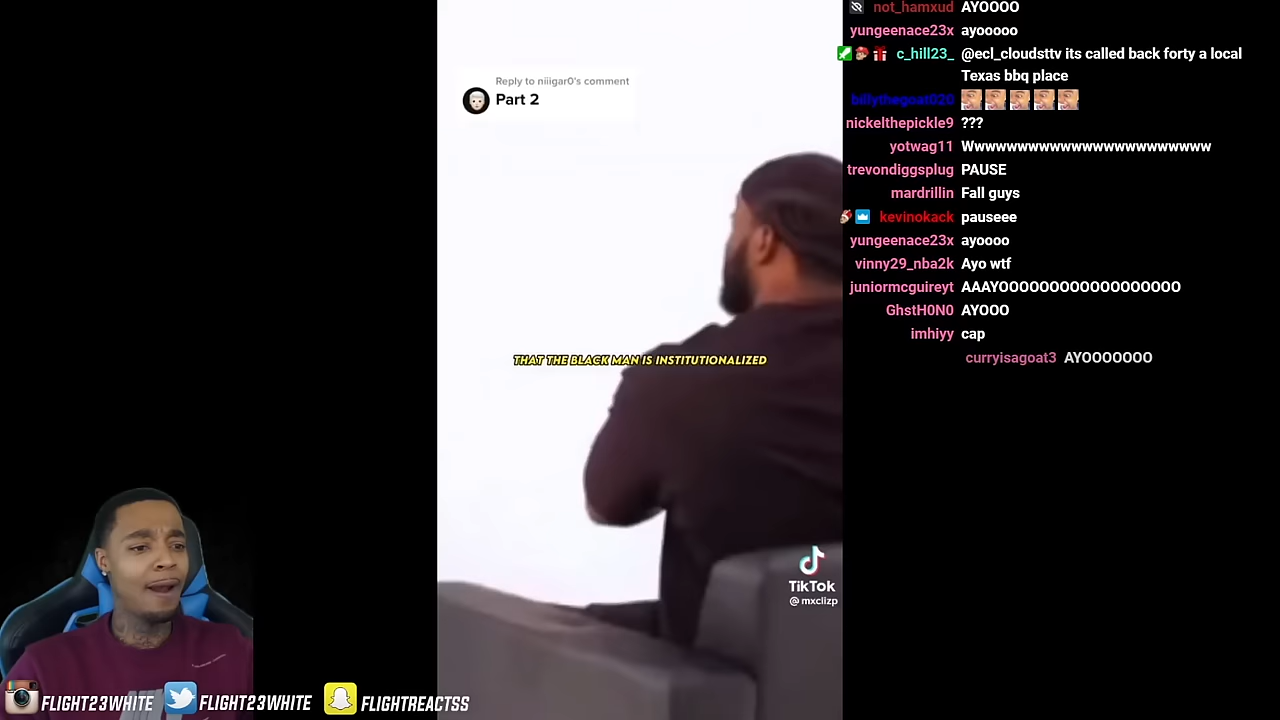 Reply to niiigar0's comment
Part 2
THAT THE BLACK MAN IS INSTITUTIONALIZED
TikTok
@mxclizp
not_hamxud AYOOOO
yungeenace23x ayooooo
c_hill23_ @ecl_cloudsttv its called back forty a local
Texas bbq place
billythegoat020
nickelthepickle9 ???
yotwag11 Wwwwwwwwwwwwwwwwwwwwwww
trevondiggsplug PAUSE
mardrillin Fall guys
kevinokack pauseee
yungeenace23x ayoooo
vinny29_nba2k Ayo wtf
juniormcguireyt AAAYOOOOOOOOOOOOOOOOOO
GhstH0N0 AYOOO
imhiyy cap
curryisagoat3 AYOOOOOOO
FLIGHT23WHITE FLIGHT23WHITE FLIGHTREACTSS